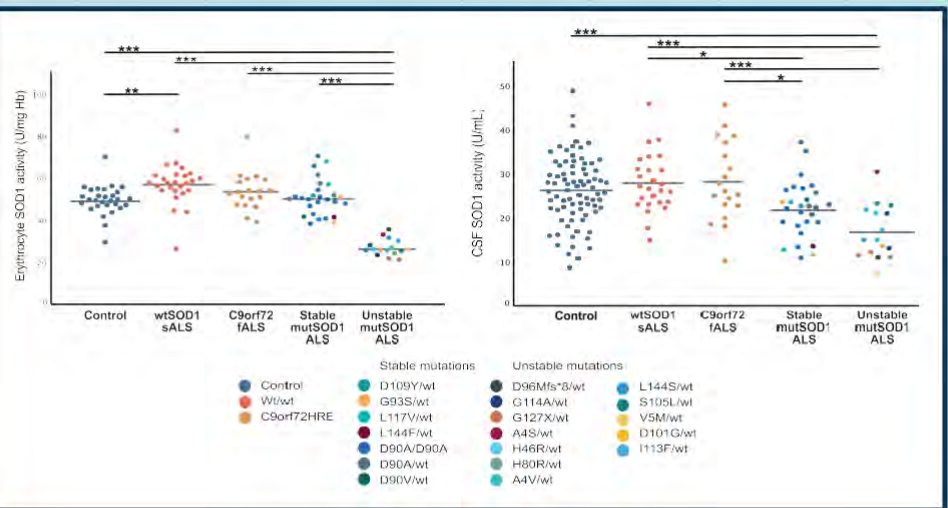 ***
***
***
***
**
Erythrocyte SOD1 activity (U/mg Hb)
100
80
60
40
20
0
Control
wtSOD1 sALS
C9orf72 fALS
Stable mutSOD1 ALS
Unstable mutSOD1 ALS
***
***
*
***
*
CSF SOD1 activity (U/mL)
50
40
30
20
10
0
Control
wtSOD1 sALS
C9orf72 fALS
Stable mutSOD1 ALS
Unstable mutSOD1 ALS
Control
Wt/wt
C9orf72HRE
Stable mutations
D109Y/wt
G93S/wt
L117V/wt
L144F/wt
D90A/D90A
D90A/wt
D90V/wt
Unstable mutations
D96Mfs*8/wt
G114A/wt
G127X/wt
A4S/wt
H46R/wt
H80R/wt
A4V/wt
L144S/wt
S105L/wt
V5M/wt
D101G/wt
I113F/wt